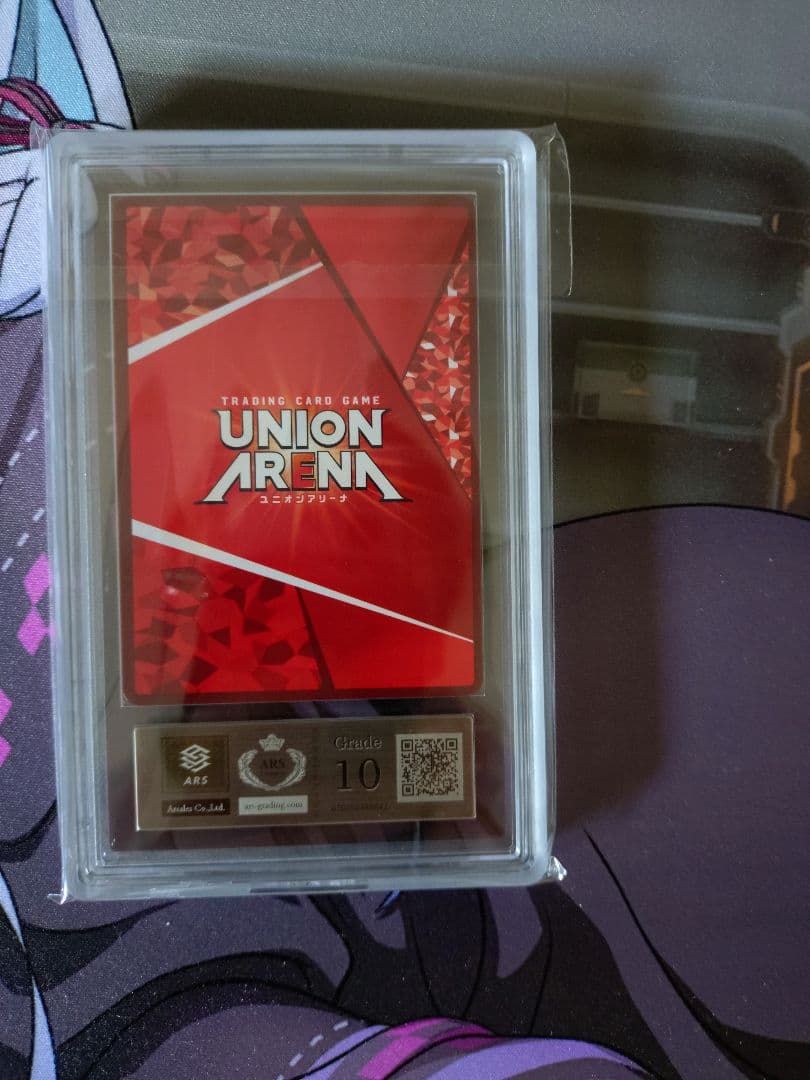 TRADING CARD GAME
UNION
ARENA
ユニオンアリーナ
ARS
Arcales Co.,Ltd.
ARS
ars-grading.com
Grade
10